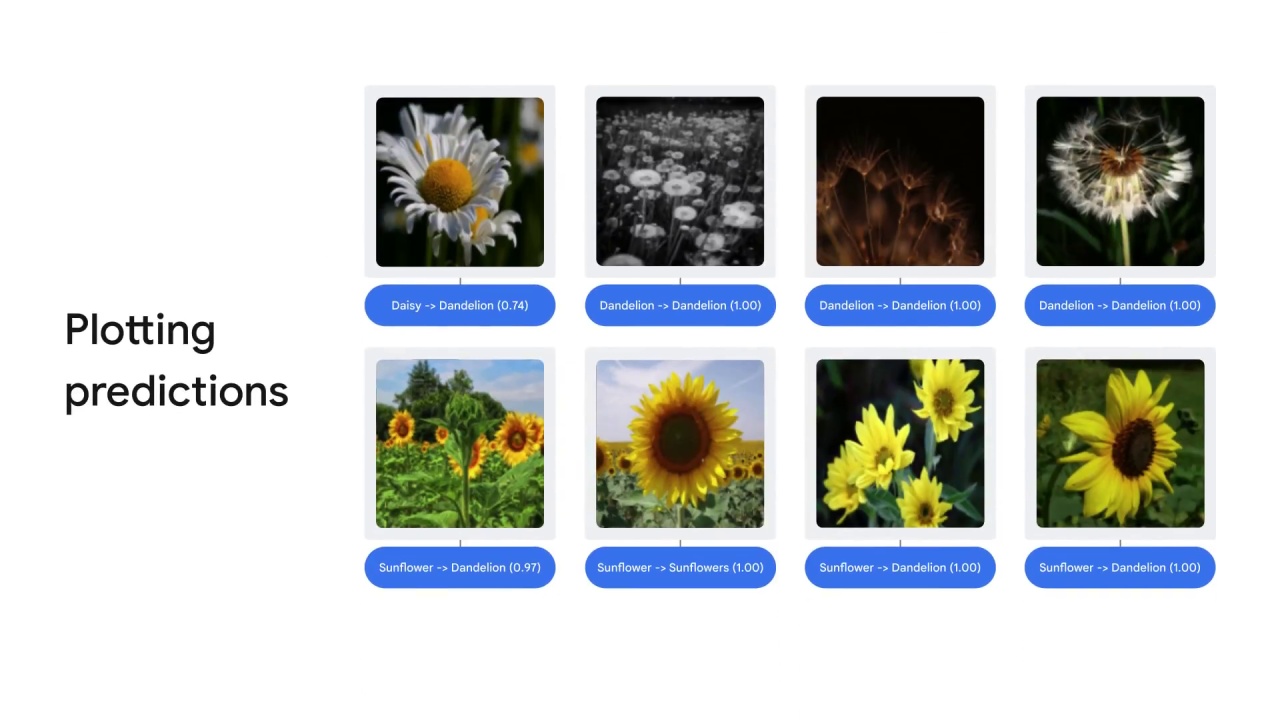 Plotting
predictions
Daisy -> Dandelion (0.74)
Dandelion -> Dandelion (1.00)
Dandelion -> Dandelion (1.00)
Dandelion -> Dandelion (1.00)
Sunflower -> Dandelion (0.97)
Sunflower -> Sunflowers (1.00)
Sunflower -> Dandelion (1.00)
Sunflower -> Dandelion (1.00)